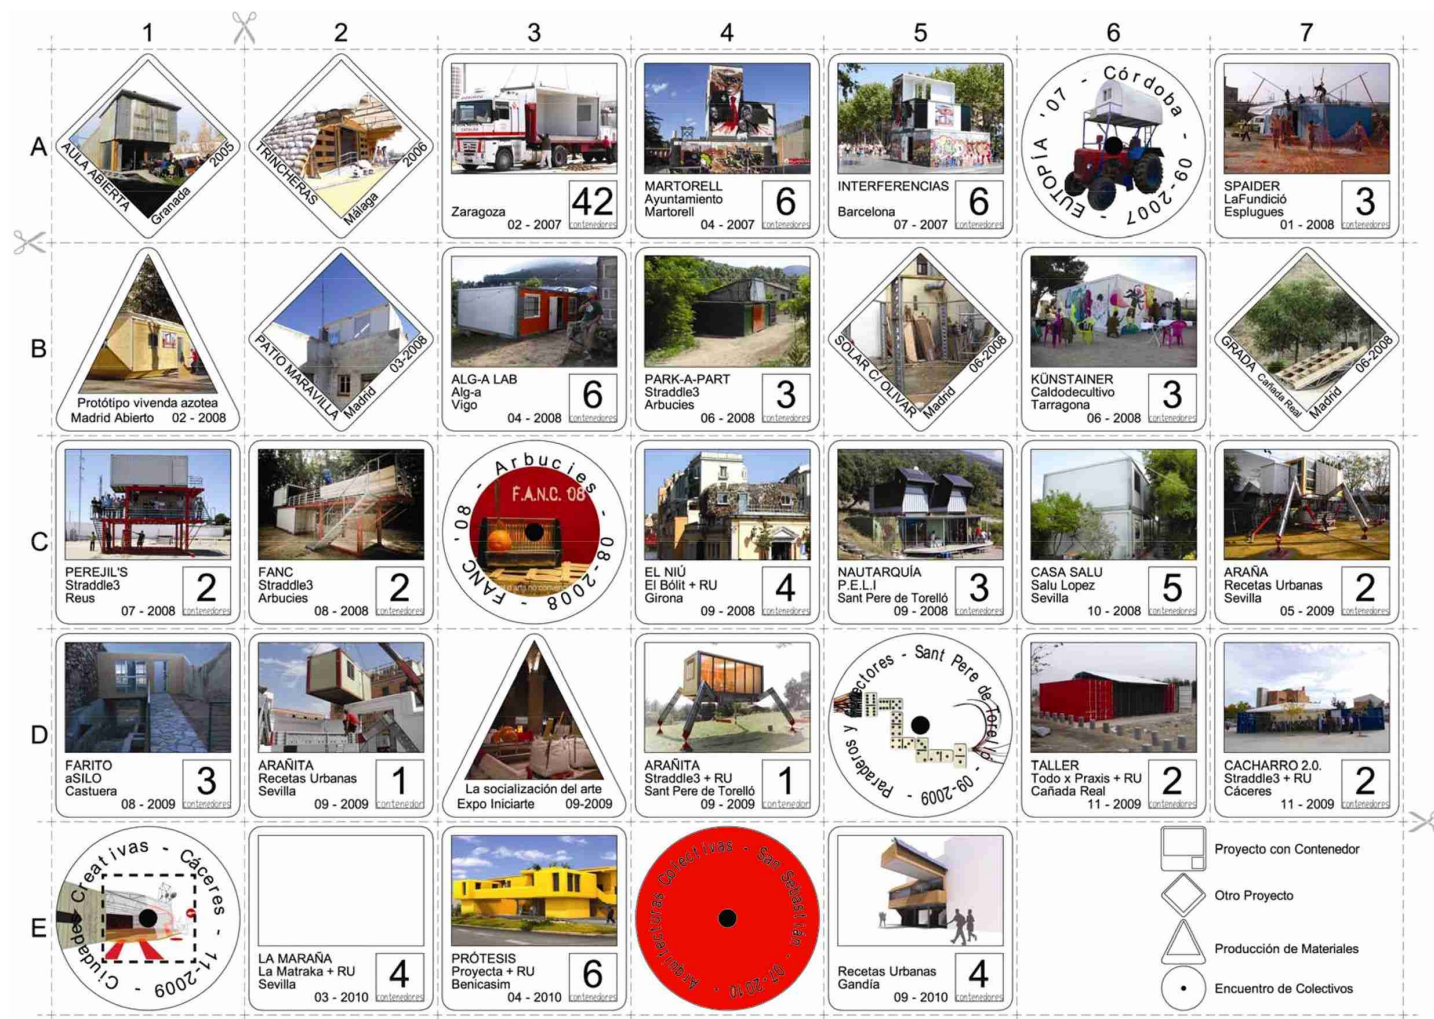 1 2 3 4 5 6 7
A
AULA ABIERTA
Granada
2005
TRINCHERAS
Málaga
2006
Zaragoza
02 - 2007
42
contenedores
MARTORELL
Ayuntamiento
Martorell
04 - 2007
6
contenedores
INTERFERENCIAS
Barcelona
07 - 2007
6
contenedores
EUTOPÍA '07 - Córdoba - 09-2007 -
SPAIDER
LaFundició
Esplugues
01 - 2008
3
contenedores
B
Protótipo vivenda azotea
Madrid Abierto 02 - 2008
PATIO MARAVILLA
Madrid
03-2008
ALG-A LAB
Alg-a
Vigo
04 - 2008
6
contenedores
PARK-A-PART
Straddle3
Arbucies
06 - 2008
3
contenedores
SOLAR C/ OLIVAR
Madrid
06-2008
KÜNSTAINER
Caldodecultivo
Tarragona
06 - 2008
3
contenedores
GRADA Cañada Real
Madrid
06-2008
C
PEREJIL'S
Straddle3
Reus
07 - 2008
2
contenedores
FANC
Straddle3
Arbucies
08 - 2008
2
contenedores
FANC '08 - Arbucies - 08-2008 -
F.A.N.C. 08
EL NIÚ
El Bólit + RU
Girona
09 - 2008
4
contenedores
NAUTARQUÍA
P.E.L.I
Sant Pere de Torelló
09 - 2008
3
contenedores
CASA SALU
Salu Lopez
Sevilla
10 - 2008
5
contenedores
ARAÑA
Recetas Urbanas
Sevilla
05 - 2009
2
contenedores
D
FARITO
aSILO
Castuera
08 - 2009
3
contenedores
ARAÑITA
Recetas Urbanas
Sevilla
09 - 2009
1
contenedor
La socialización del arte
Expo Iniciarte 09-2009
ARAÑITA
Straddle3 + RU
Sant Pere de Torelló
09 - 2009
1
contenedor
Paraderos y - Sant Pere de Torelló - 09-2009 -
TALLER
Todo x Praxis + RU
Cañada Real
11 - 2009
2
contenedores
CACHARRO 2.0.
Straddle3 + RU
Cáceres
11 - 2009
2
contenedores
E
Ciudades Creativas - Cáceres - 11-2009 -
LA MARAÑA
La Matraka + RU
Sevilla
03 - 2010
4
contenedores
PRÓTESIS
Proyecta + RU
Benicasim
04 - 2010
6
contenedores
Arquitecturas Colectivas - San Sebastián - 07-2010 -
Recetas Urbanas
Gandía
09 - 2010
4
contenedores
Proyecto con Contenedor
Otro Proyecto
Producción de Materiales
Encuentro de Colectivos